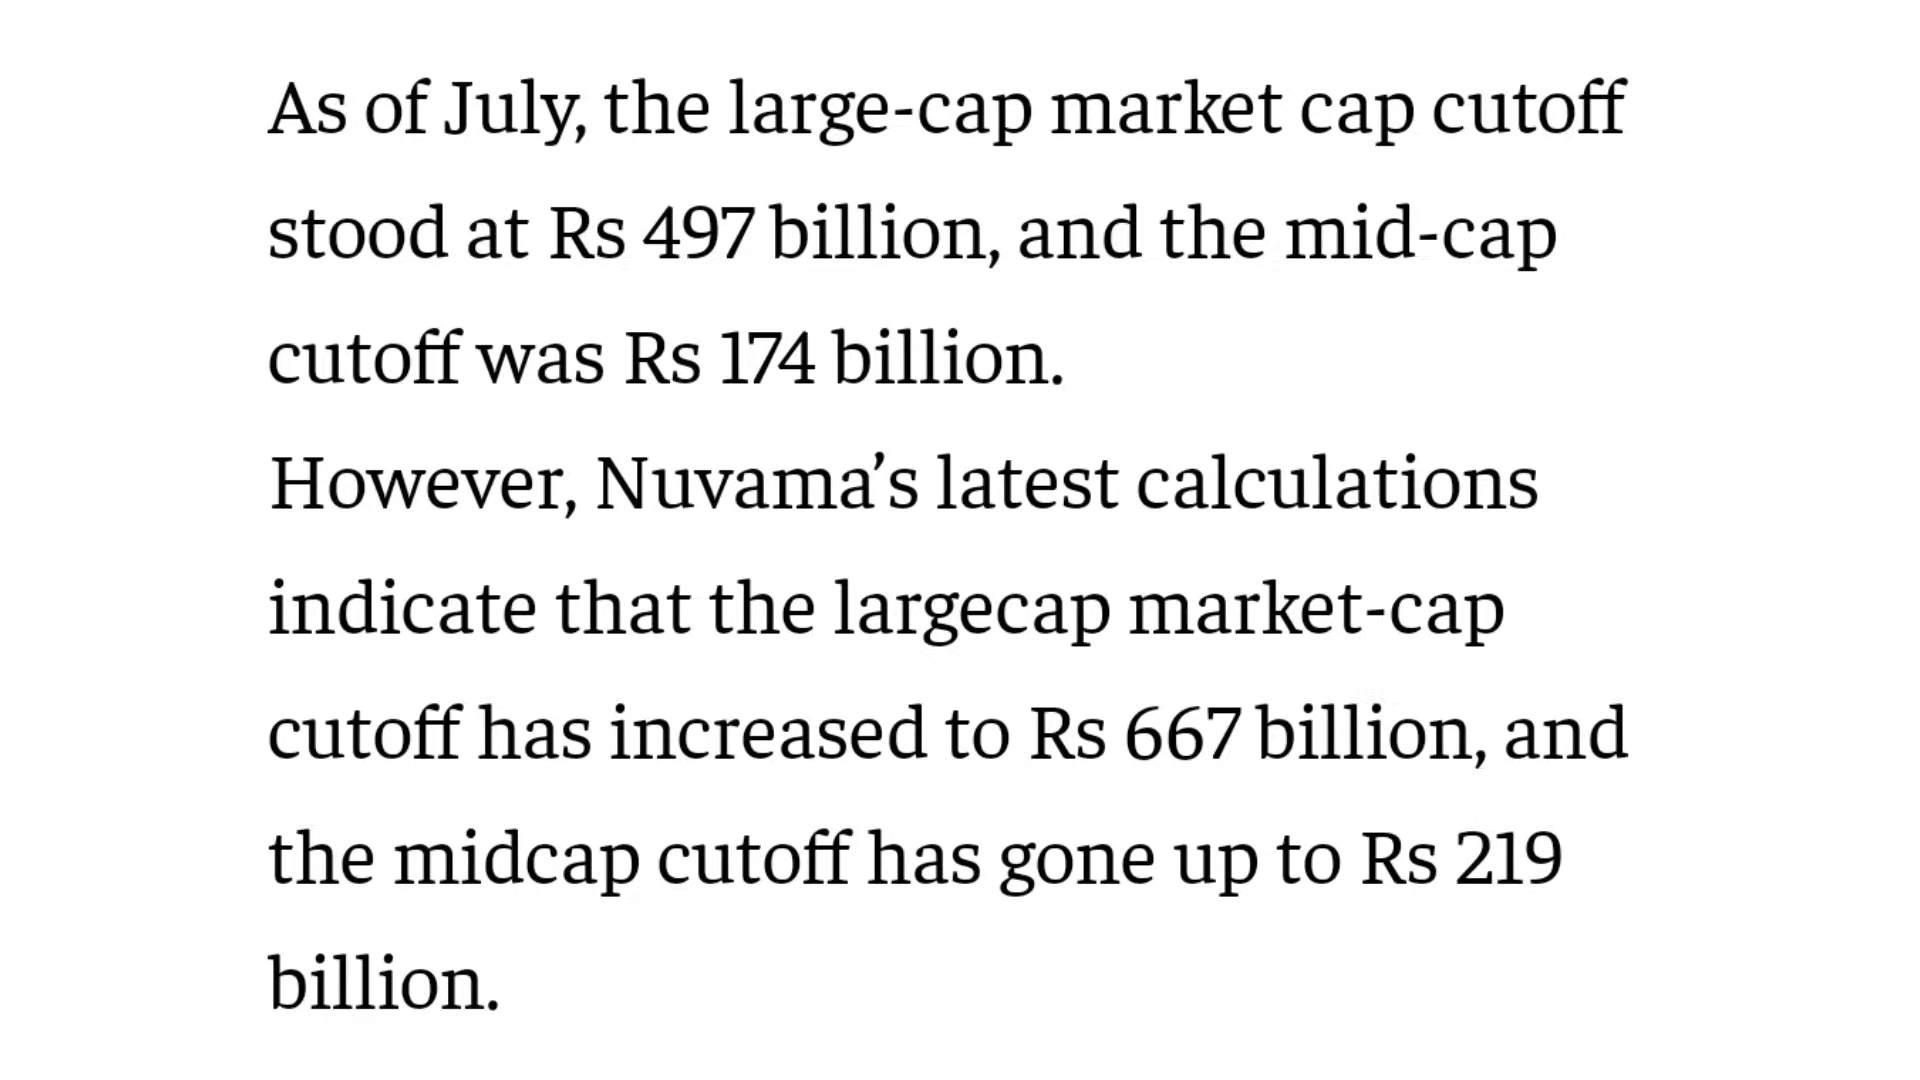 As of July, the large-cap market cap cutoff
stood at Rs 497 billion, and the mid-cap
cutoff was Rs 174 billion.
However, Nuvama’s latest calculations
indicate that the largecap market-cap
cutoff has increased to Rs 667 billion, and
the midcap cutoff has gone up to Rs 219
billion.